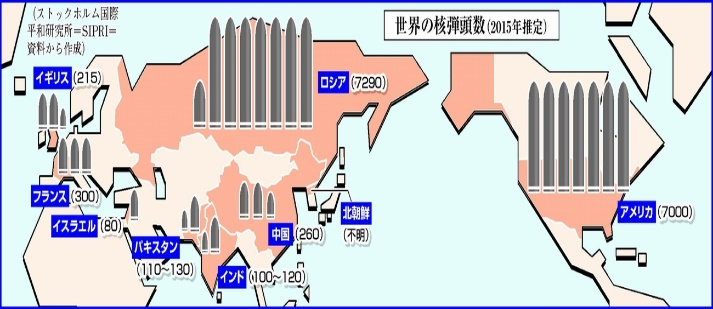 (ストックホルム国際
平和研究所=SIPRI=
資料から作成)
世界の核弾頭数(2015年推定)
イギリス(215)
ロシア(7290)
フランス(300)
イスラエル(80)
パキスタン
(110〜130)
インド(100〜120)
中国(260)
北朝鮮
(不明)
アメリカ(7000)